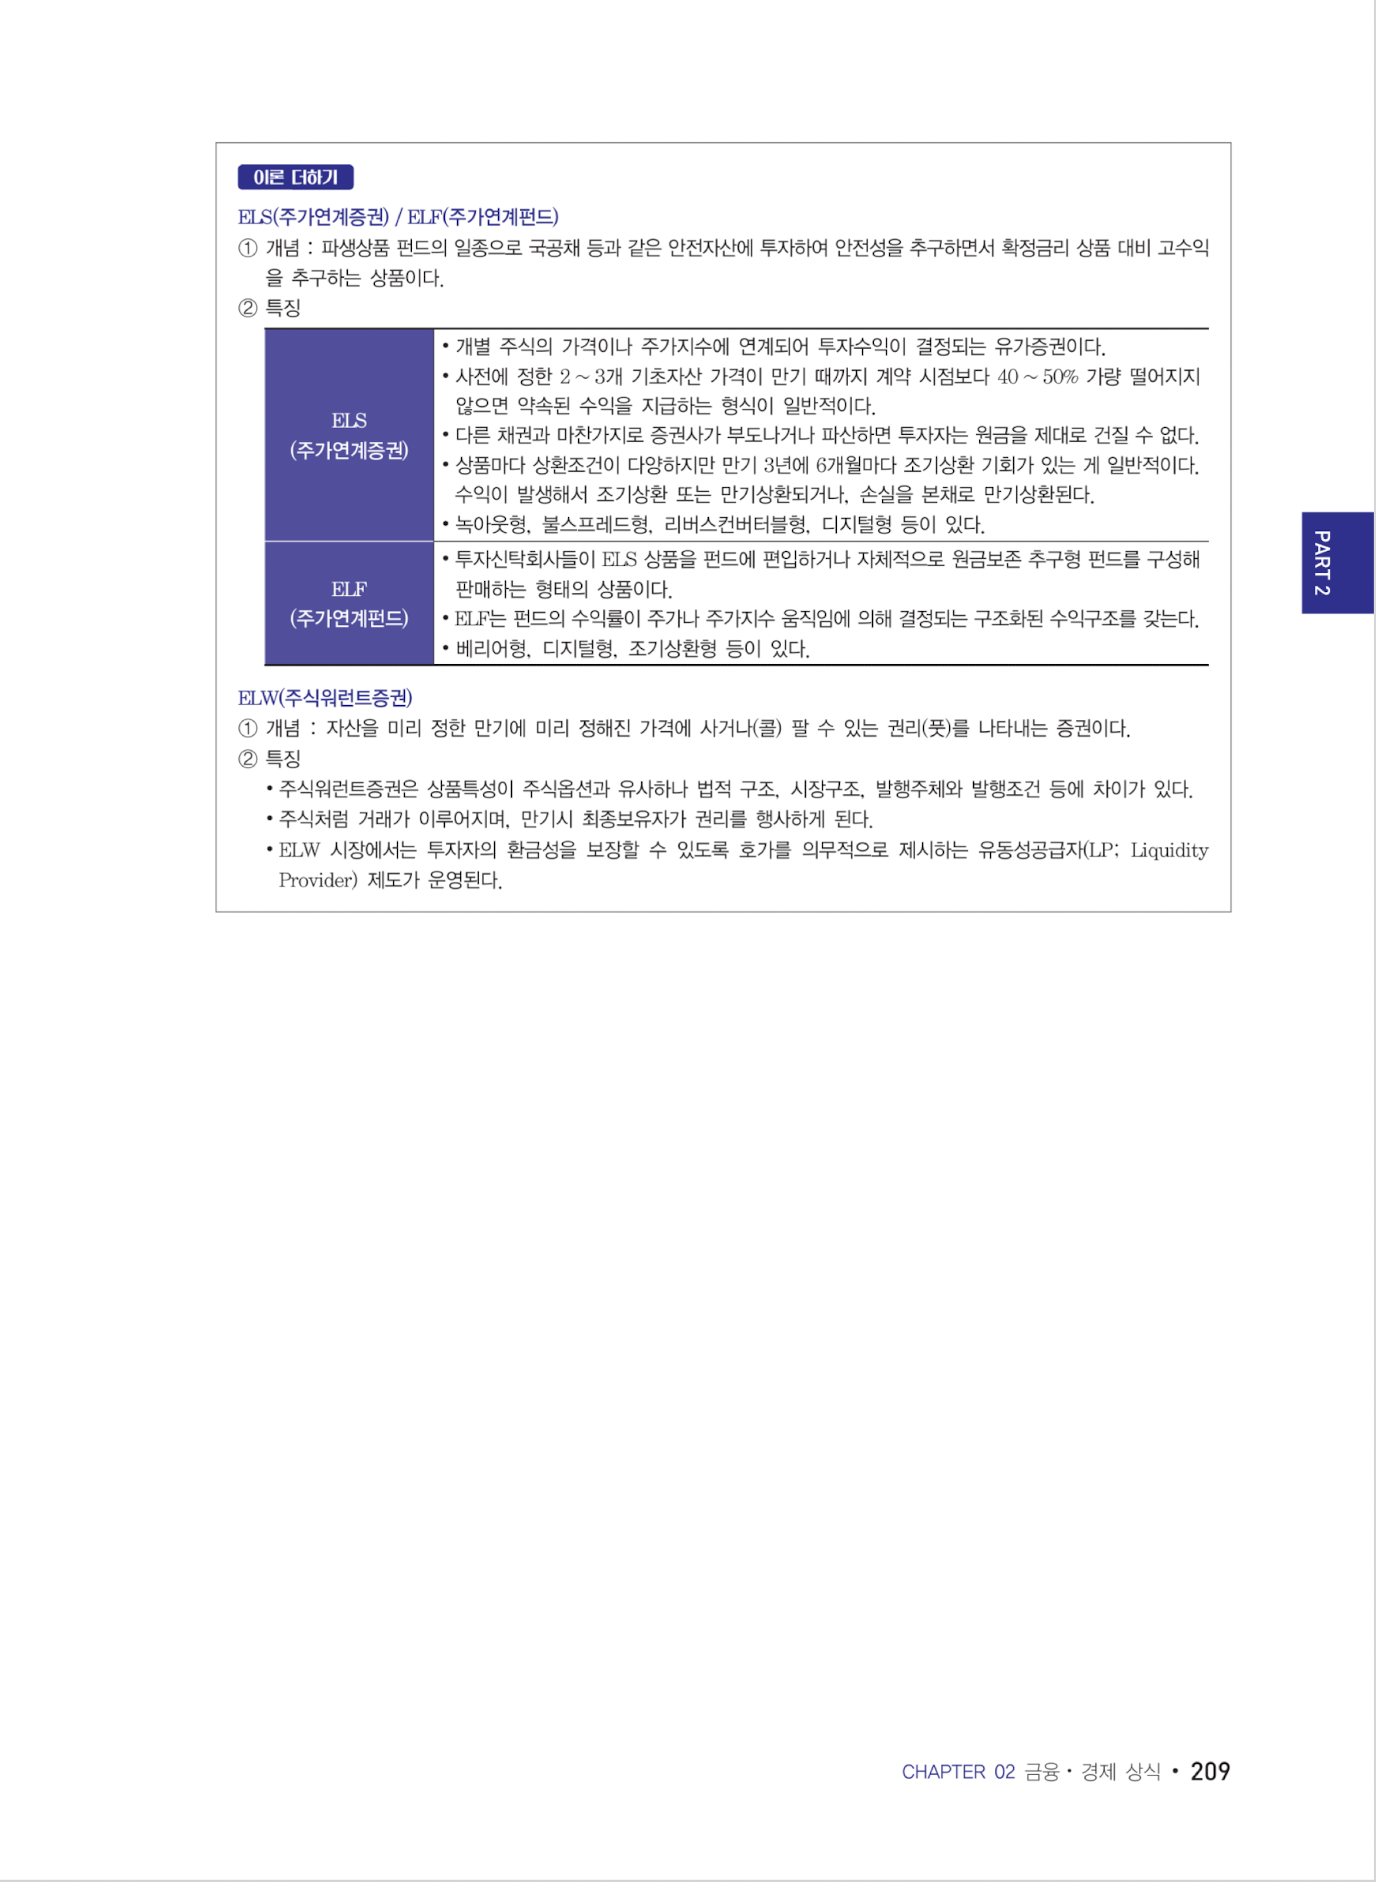 이론 더하기
ELS(주가연계증권) / ELF(주가연계펀드)
① 개념 : 파생상품 펀드의 일종으로 국공채 등과 같은 안전자산에 투자하여 안전성을 추구하면서 확정금리 상품 대비 고수익
을 추구하는 상품이다.
② 특징
ELS
(주가연계증권)
• 개별 주식의 가격이나 주가지수에 연계되어 투자수익이 결정되는 유가증권이다.
• 사전에 정한 2 ~ 3개 기초자산 가격이 만기 때까지 계약 시점보다 40 ~ 50% 가량 떨어지지
않으면 약속된 수익을 지급하는 형식이 일반적이다.
• 다른 채권과 마찬가지로 증권사가 부도나거나 파산하면 투자자는 원금을 제대로 건질 수 없다.
• 상품마다 상환조건이 다양하지만 만기 3년에 6개월마다 조기상환 기회가 있는 게 일반적이다.
수익이 발생해서 조기상환 또는 만기상환되거나, 손실을 본채로 만기상환된다.
• 녹아웃형, 불스프레드형, 리버스컨버터블형, 디지털형 등이 있다.
ELF
(주가연계펀드)
• 투자신탁회사들이 ELS 상품을 펀드에 편입하거나 자체적으로 원금보존 추구형 펀드를 구성해
판매하는 형태의 상품이다.
• ELF는 펀드의 수익률이 주가나 주가지수 움직임에 의해 결정되는 구조화된 수익구조를 갖는다.
• 베리어형, 디지털형, 조기상환형 등이 있다.
ELW(주식워런트증권)
① 개념 : 자산을 미리 정한 만기에 미리 정해진 가격에 사거나(콜) 팔 수 있는 권리(풋)를 나타내는 증권이다.
② 특징
• 주식워런트증권은 상품특성이 주식옵션과 유사하나 법적 구조, 시장구조, 발행주체와 발행조건 등에 차이가 있다.
• 주식처럼 거래가 이루어지며, 만기시 최종보유자가 권리를 행사하게 된다.
• ELW 시장에서는 투자자의 환금성을 보장할 수 있도록 호가를 의무적으로 제시하는 유동성공급자(LP; Liquidity
Provider) 제도가 운영된다.
PART 2
CHAPTER 02 금융 • 경제 상식 • 209